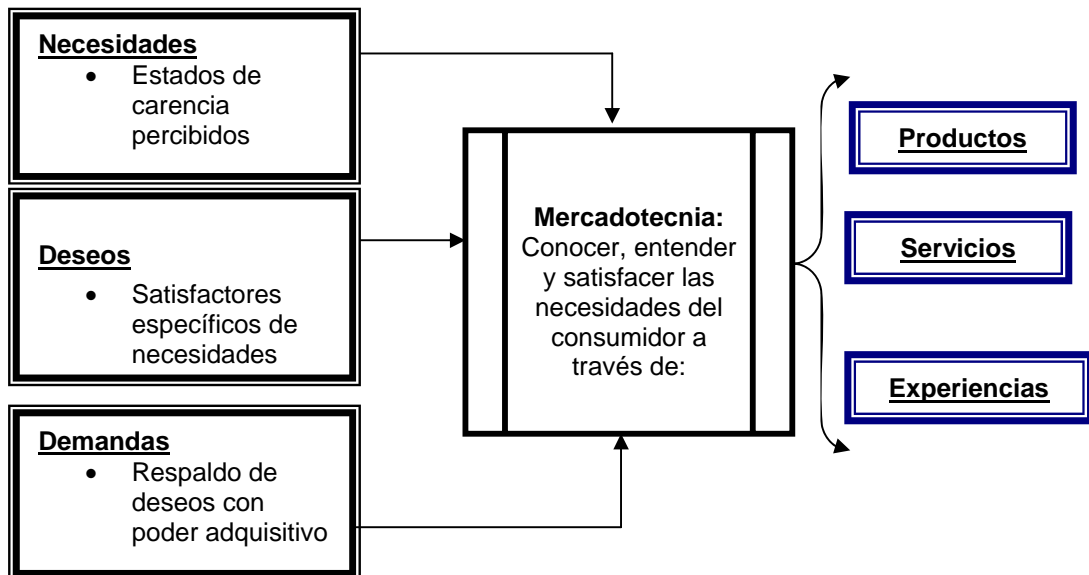 Necesidades
• Estados de
carencia
percibidos
Deseos
• Satisfactores
específicos de
necesidades
Demandas
• Respaldo de
deseos con
poder adquisitivo
Mercadotecnia:
Conocer, entender
y satisfacer las
necesidades del
consumidor a
través de:
Productos
Servicios
Experiencias